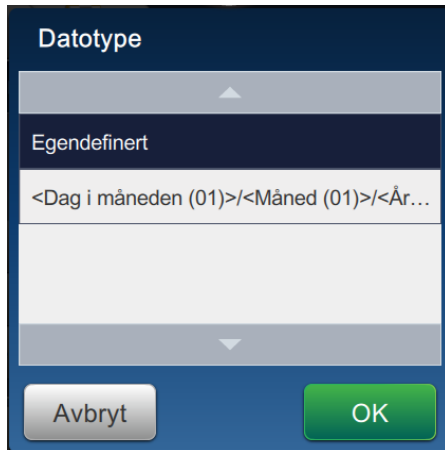 Datotype
Egendefinert
<Dag i måneden (01)>/<Måned (01)>/<År…
Avbryt
OK